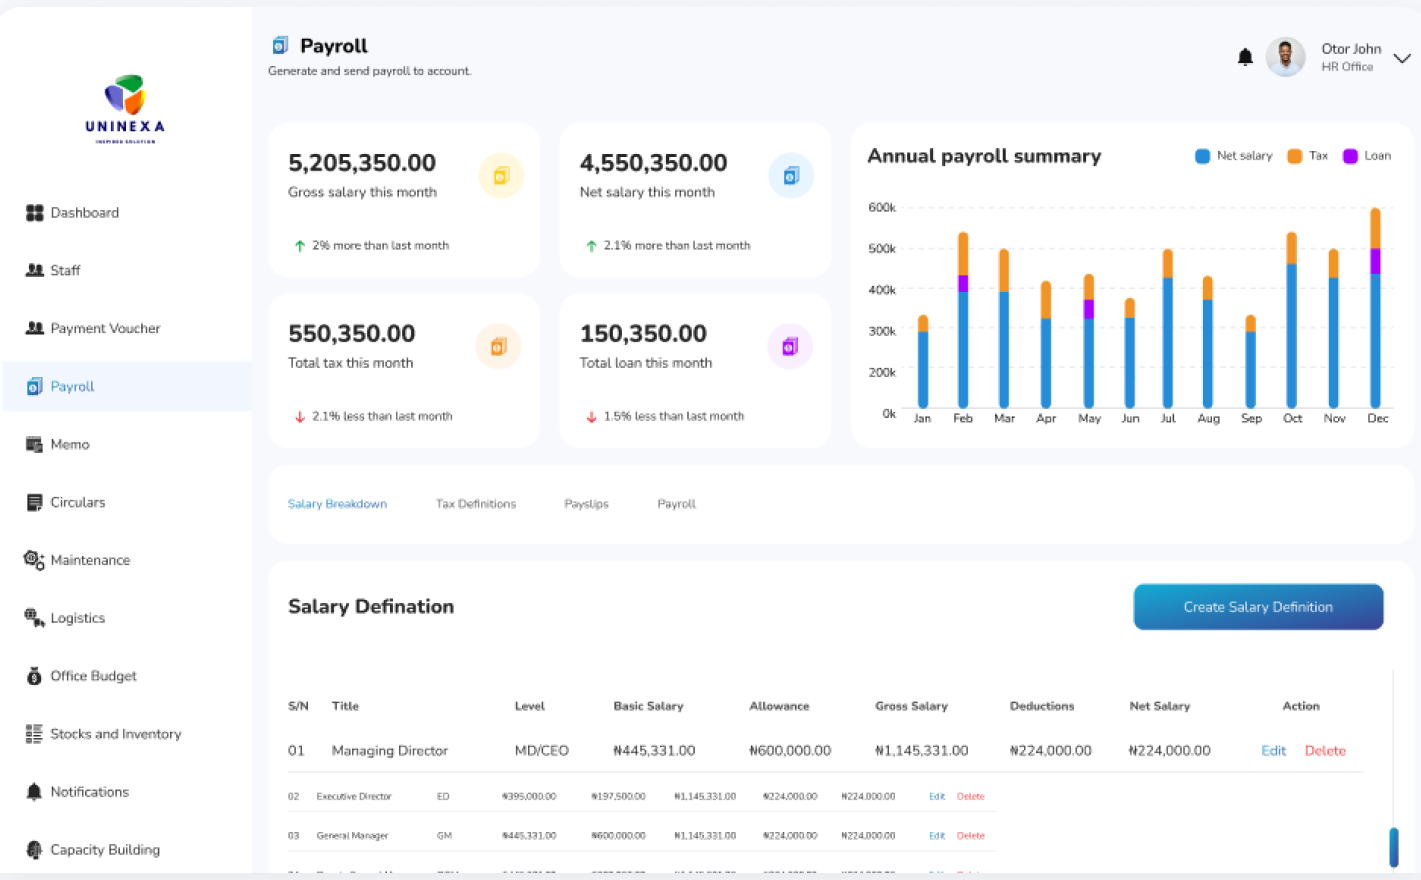 UNINEXA
INSPIRED SOLUTION
Dashboard
Staff
Payment Voucher
Payroll
Memo
Circulars
Maintenance
Logistics
Office Budget
Stocks and Inventory
Notifications
Capacity Building
Payroll
Generate and send payroll to account.
Otor John
HR Office
5,205,350.00
Gross salary this month
2% more than last month
4,550,350.00
Net salary this month
2.1% more than last month
550,350.00
Total tax this month
2.1% less than last month
150,350.00
Total loan this month
1.5% less than last month
Annual payroll summary
Net salary Tax Loan
600k
500k
400k
300k
200k
0k
Jan Feb Mar Apr May Jun Jul Aug Sep Oct Nov Dec
Salary Breakdown Tax Definitions Payslips Payroll
Salary Defination
Create Salary Definition
S/N Title Level Basic Salary Allowance Gross Salary Deductions Net Salary Action
01 Managing Director MD/CEO ₦445,331.00 ₦600,000.00 ₦1,145,331.00 ₦224,000.00 ₦224,000.00 Edit Delete
02 Executive Director ED ₦395,000.00 ₦197,500.00 ₦1,145,331.00 ₦224,000.00 ₦224,000.00 Edit Delete
03 General Manager GM ₦445,331.00 ₦600,000.00 ₦1,145,331.00 ₦224,000.00 ₦224,000.00 Edit Delete